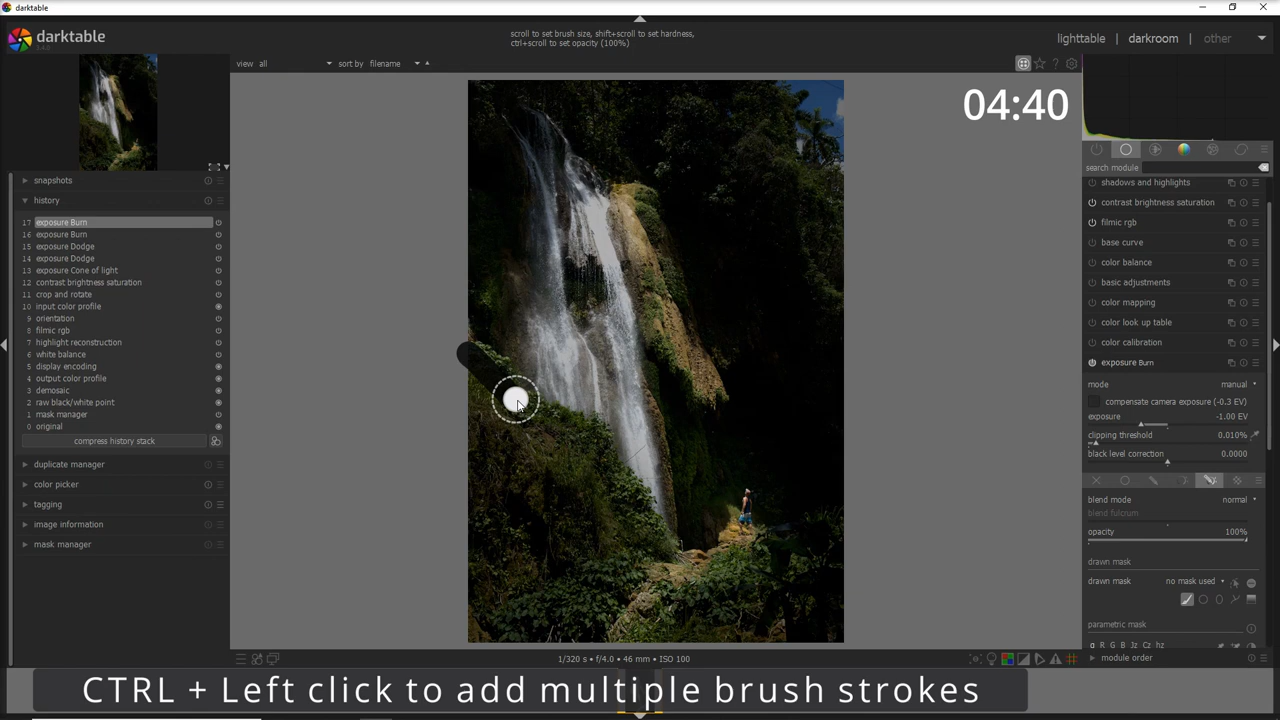 darktable
darktable
3.4.0
scroll to set brush size, shift+scroll to set hardness,
ctrl+scroll to set opacity (100%)
lighttable | darkroom | other
view all
sort by filename
?
04:40
search module
snapshots
history
17 exposure Burn
16 exposure Burn
15 exposure Dodge
14 exposure Dodge
13 exposure Cone of light
12 contrast brightness saturation
11 crop and rotate
10 input color profile
9 orientation
8 filmic rgb
7 highlight reconstruction
6 white balance
5 display encoding
4 output color profile
3 demosaic
2 raw black/white point
1 mask manager
0 original
compress history stack
duplicate manager
color picker
tagging
image information
mask manager
shadows and highlights
contrast brightness saturation
filmic rgb
base curve
color balance
basic adjustments
color mapping
color look up table
color calibration
exposure Burn
mode manual
compensate camera exposure (-0.3 EV)
exposure -1.00 EV
clipping threshold 0.010%
black level correction 0.0000
blend mode normal
blend fulcrum
opacity 100%
drawn mask
drawn mask no mask used
parametric mask
g R G B Jz Cz hz
module order
1/320 s • f/4.0 • 46 mm • ISO 100
CTRL + Left click to add multiple brush strokes